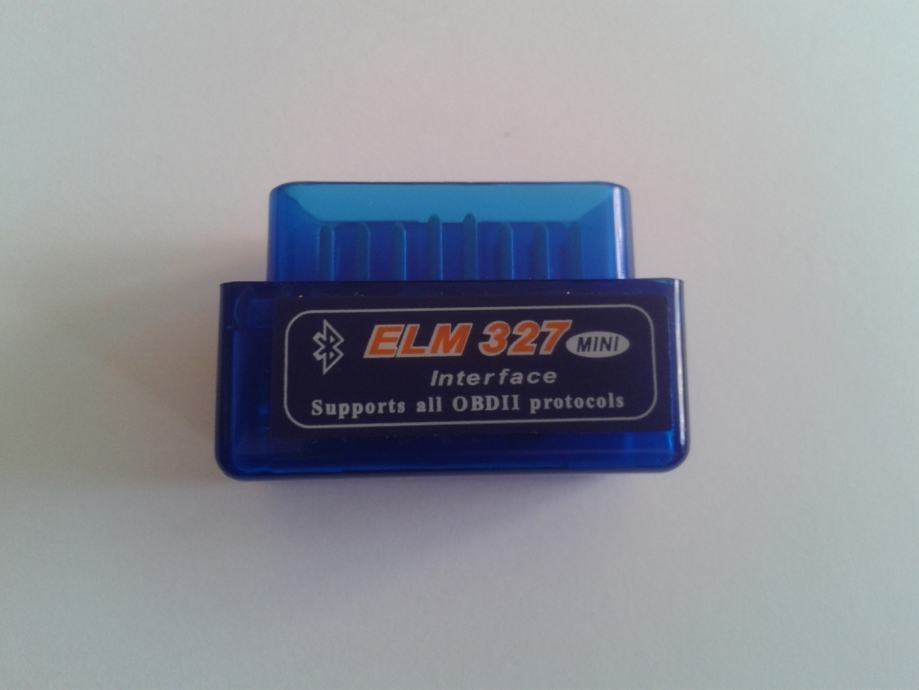 ELM 327 MINI
Interface
Supports all OBDII protocols